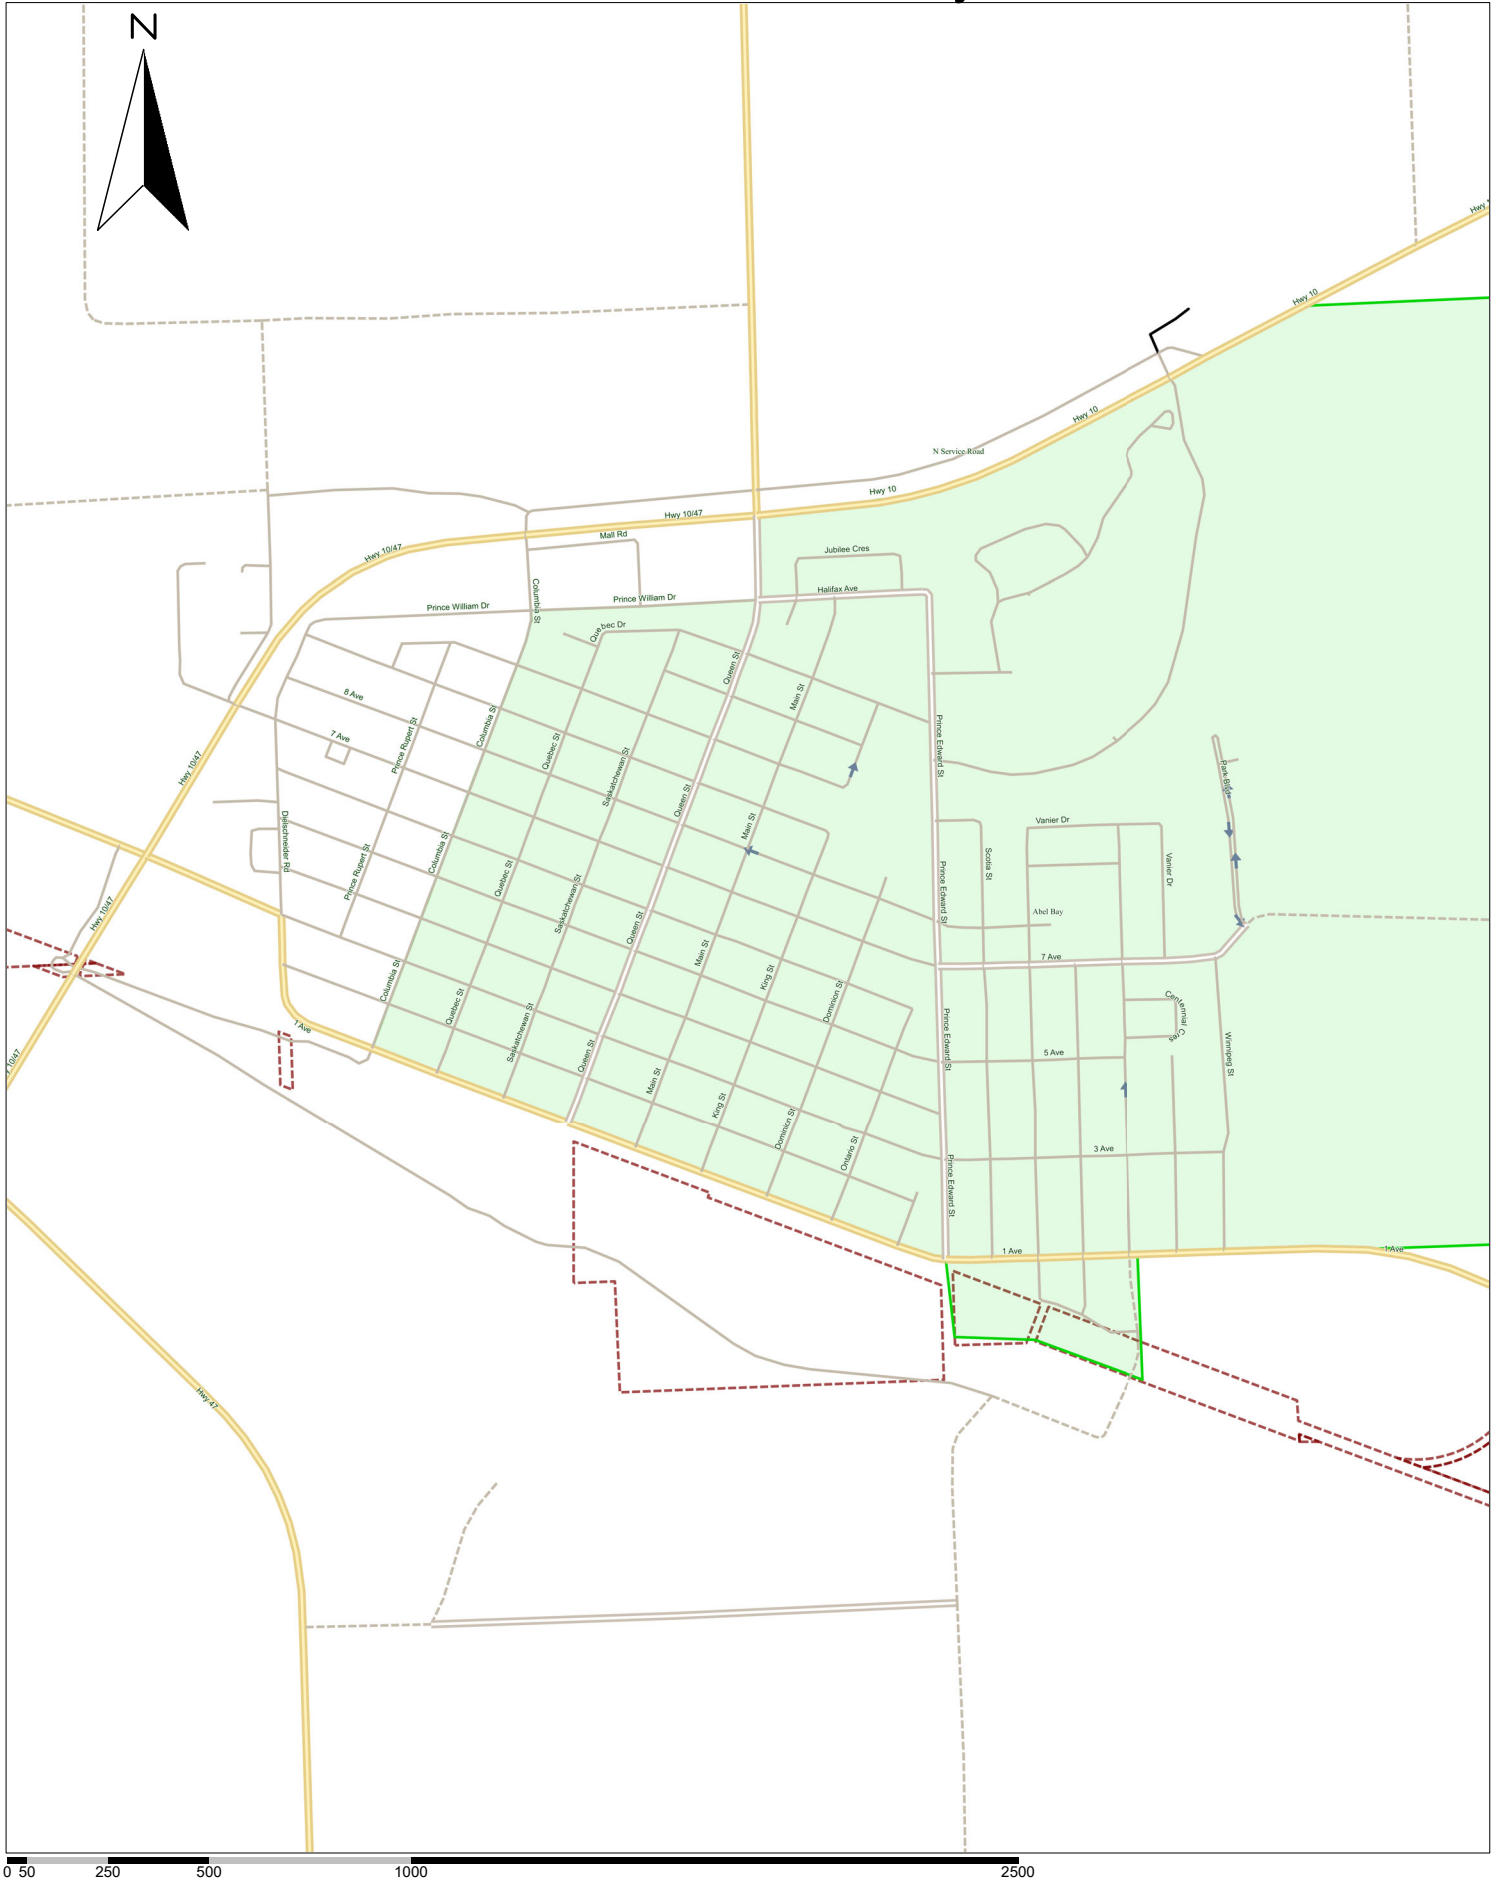 N
Hwy 10
N Service Road
Hwy 10
Hwy 10
Hwy 10/47
Mall Rd
Hwy 10/47
Jubilee Cres
Halifax Ave
Columbia St
Prince William Dr
Prince William Dr
Quebec Dr
Queen St
8 Ave
Main St
7 Ave
Prince Rupert St
Columbia St
Quebec St
Saskatchewan St
Prince Edward St
Hwy 10/47
Park Blvd
Queen St
Main St
Vanier Dr
Dielschneider Rd
Columbia St
Prince Rupert St
Quebec St
Saskatchewan St
Scotia St
Vanier Dr
Prince Edward St
Hwy 10/47
Abel Bay
Queen St
Main St
King St
7 Ave
Columbia St
Quebec St
Dominion St
Centennial Cres
1 Ave
Saskatchewan St
Queen St
Prince Edward St
5 Ave
Winnipeg St
Main St
King St
Dominion St
Ontario St
3 Ave
Prince Edward St
1 Ave
1 Ave
Hwy 47
0 50 250 500 1000 2500